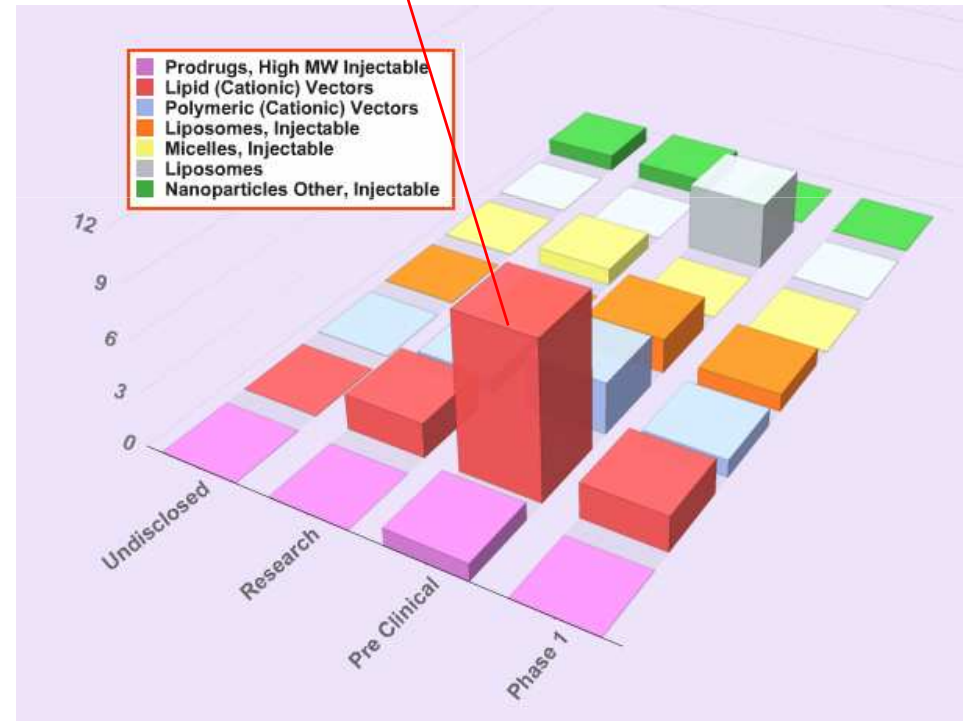 Prodrugs, High MW Injectable
Lipid (Cationic) Vectors
Polymeric (Cationic) Vectors
Liposomes, Injectable
Micelles, Injectable
Liposomes
Nanoparticles Other, Injectable
12
9
6
3
0
Undisclosed
Research
Pre Clinical
Phase 1